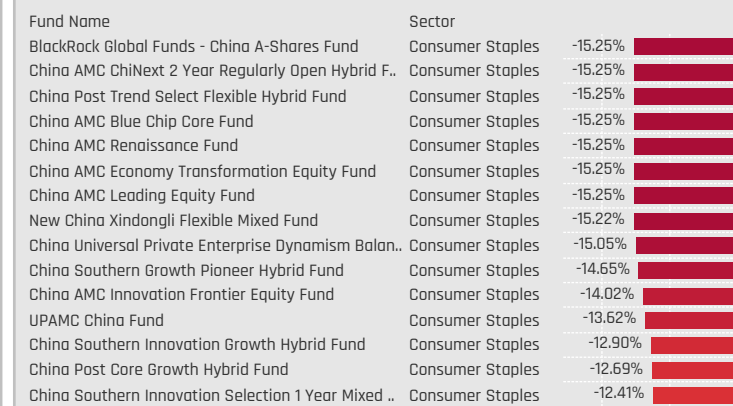 Fund Name Sector
BlackRock Global Funds - China A-Shares Fund Consumer Staples -15.25%
China AMC ChiNext 2 Year Regularly Open Hybrid F.. Consumer Staples -15.25%
China Post Trend Select Flexible Hybrid Fund Consumer Staples -15.25%
China AMC Blue Chip Core Fund Consumer Staples -15.25%
China AMC Renaissance Fund Consumer Staples -15.25%
China AMC Economy Transformation Equity Fund Consumer Staples -15.25%
China AMC Leading Equity Fund Consumer Staples -15.25%
New China Xindongli Flexible Mixed Fund Consumer Staples -15.22%
China Universal Private Enterprise Dynamism Balan.. Consumer Staples -15.05%
China Southern Growth Pioneer Hybrid Fund Consumer Staples -14.65%
China AMC Innovation Frontier Equity Fund Consumer Staples -14.02%
UPAMC China Fund Consumer Staples -13.62%
China Southern Innovation Growth Hybrid Fund Consumer Staples -12.90%
China Post Core Growth Hybrid Fund Consumer Staples -12.69%
China Southern Innovation Selection 1 Year Mixed .. Consumer Staples -12.41%